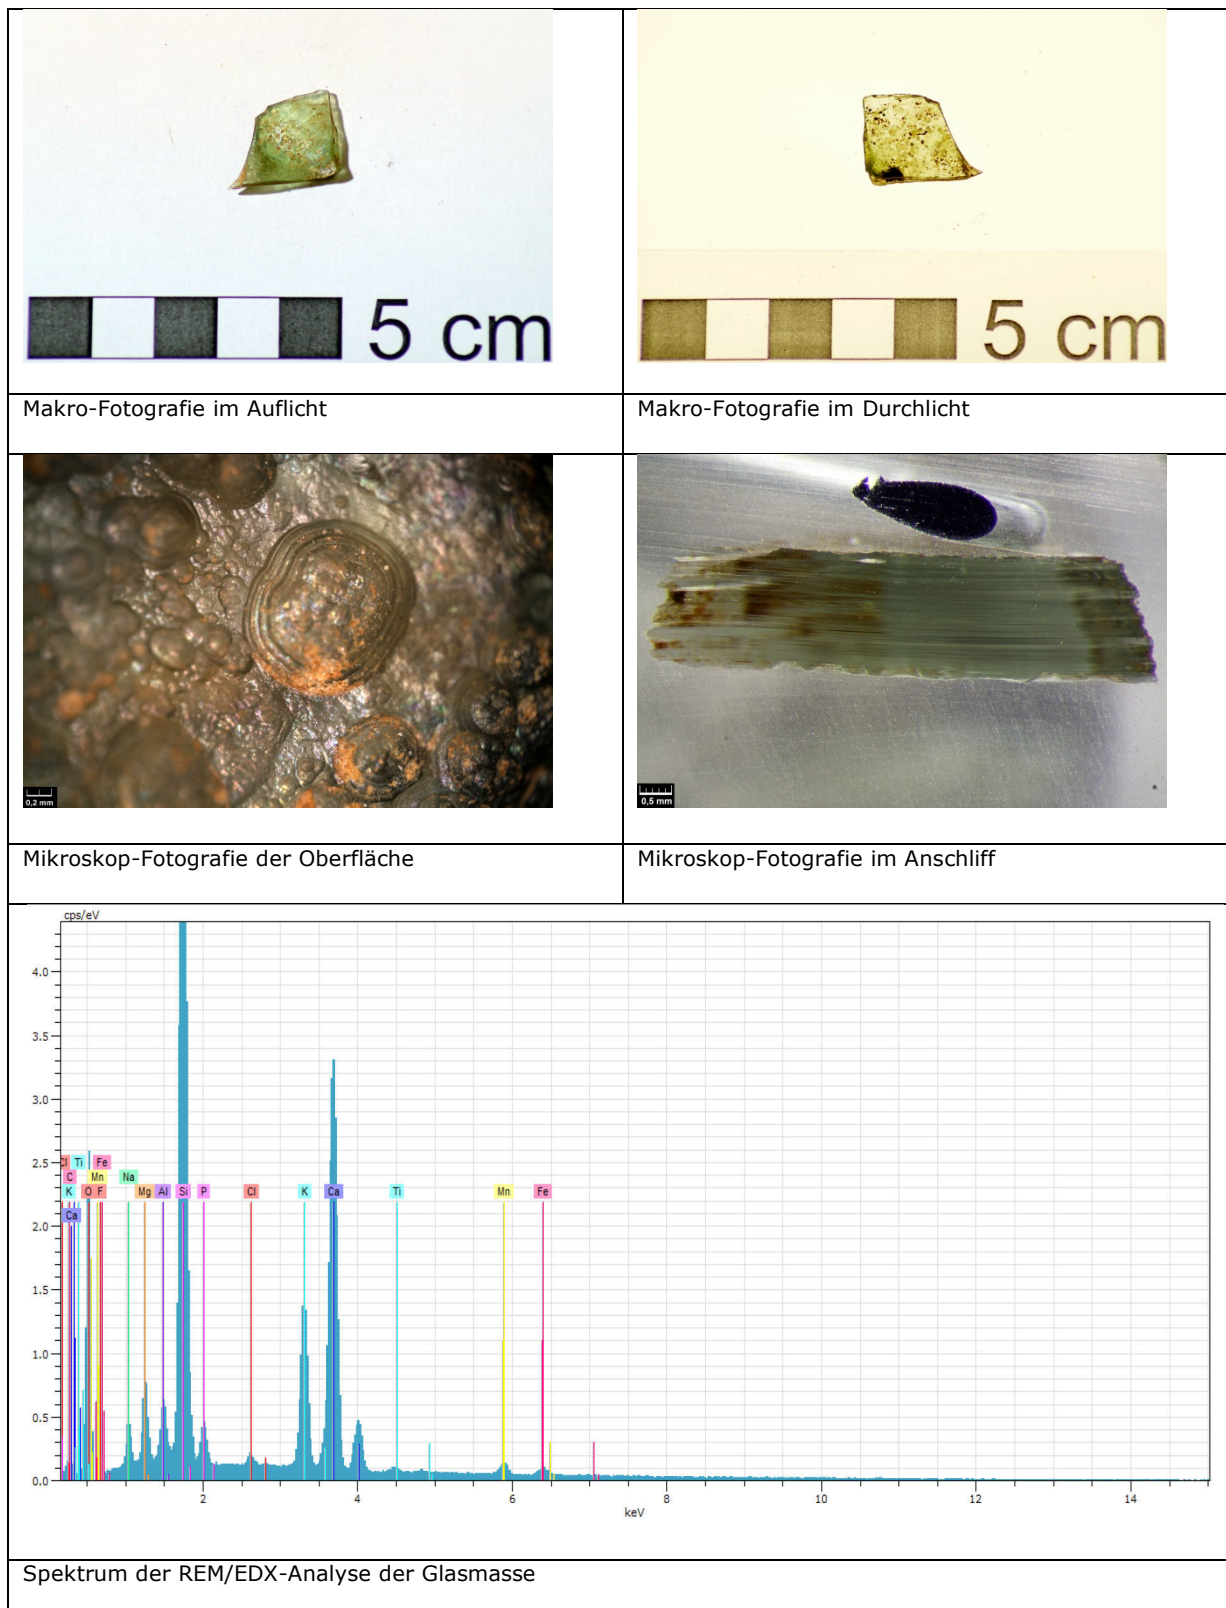 5 cm
5 cm
Makro-Fotografie im Auflicht
Makro-Fotografie im Durchlicht
0,2 mm
0,5 mm
Mikroskop-Fotografie der Oberfläche
Mikroskop-Fotografie im Anschliff
cps/eV
4.0
3.5
3.0
2.5
2.0
1.5
1.0
0.5
0.0
Cl Ti Fe
C Mn Na
K O F Mg Al Si P Cl K Ca Ti Mn Fe
Ca
2 4 6 8 10 12 14
keV
Spektrum der REM/EDX-Analyse der Glasmasse